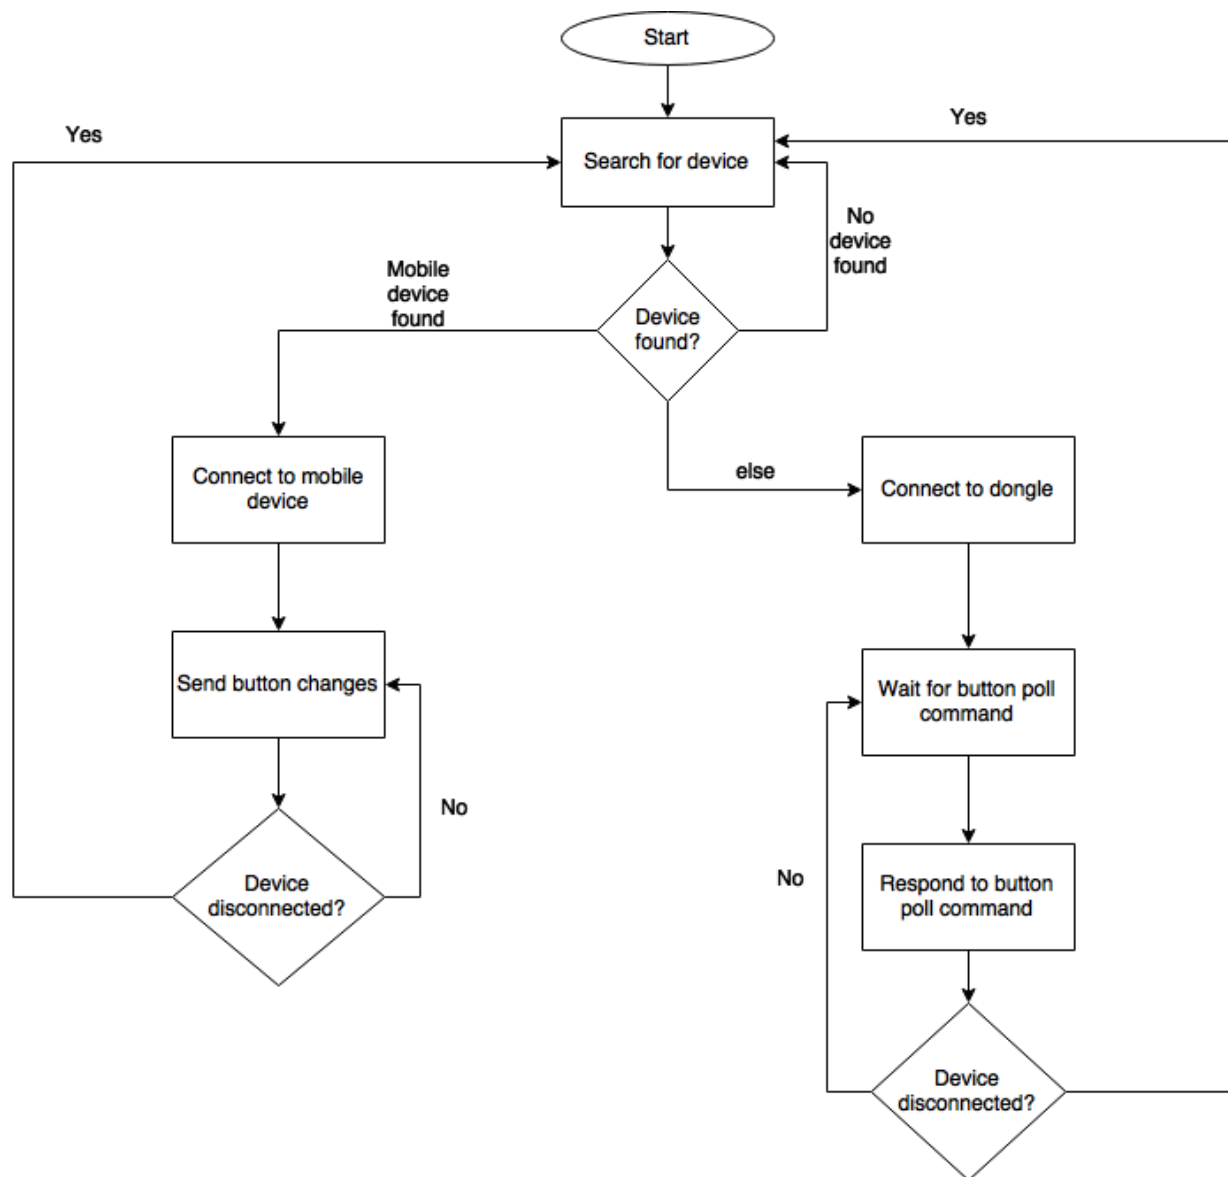 Start
Yes
Yes
Search for device
No
device
found
Mobile
device
found
Device
found?
Connect to mobile
device
else
Connect to dongle
Send button changes
Wait for button poll
command
No
No
Respond to button
poll command
Device
disconnected?
Device
disconnected?